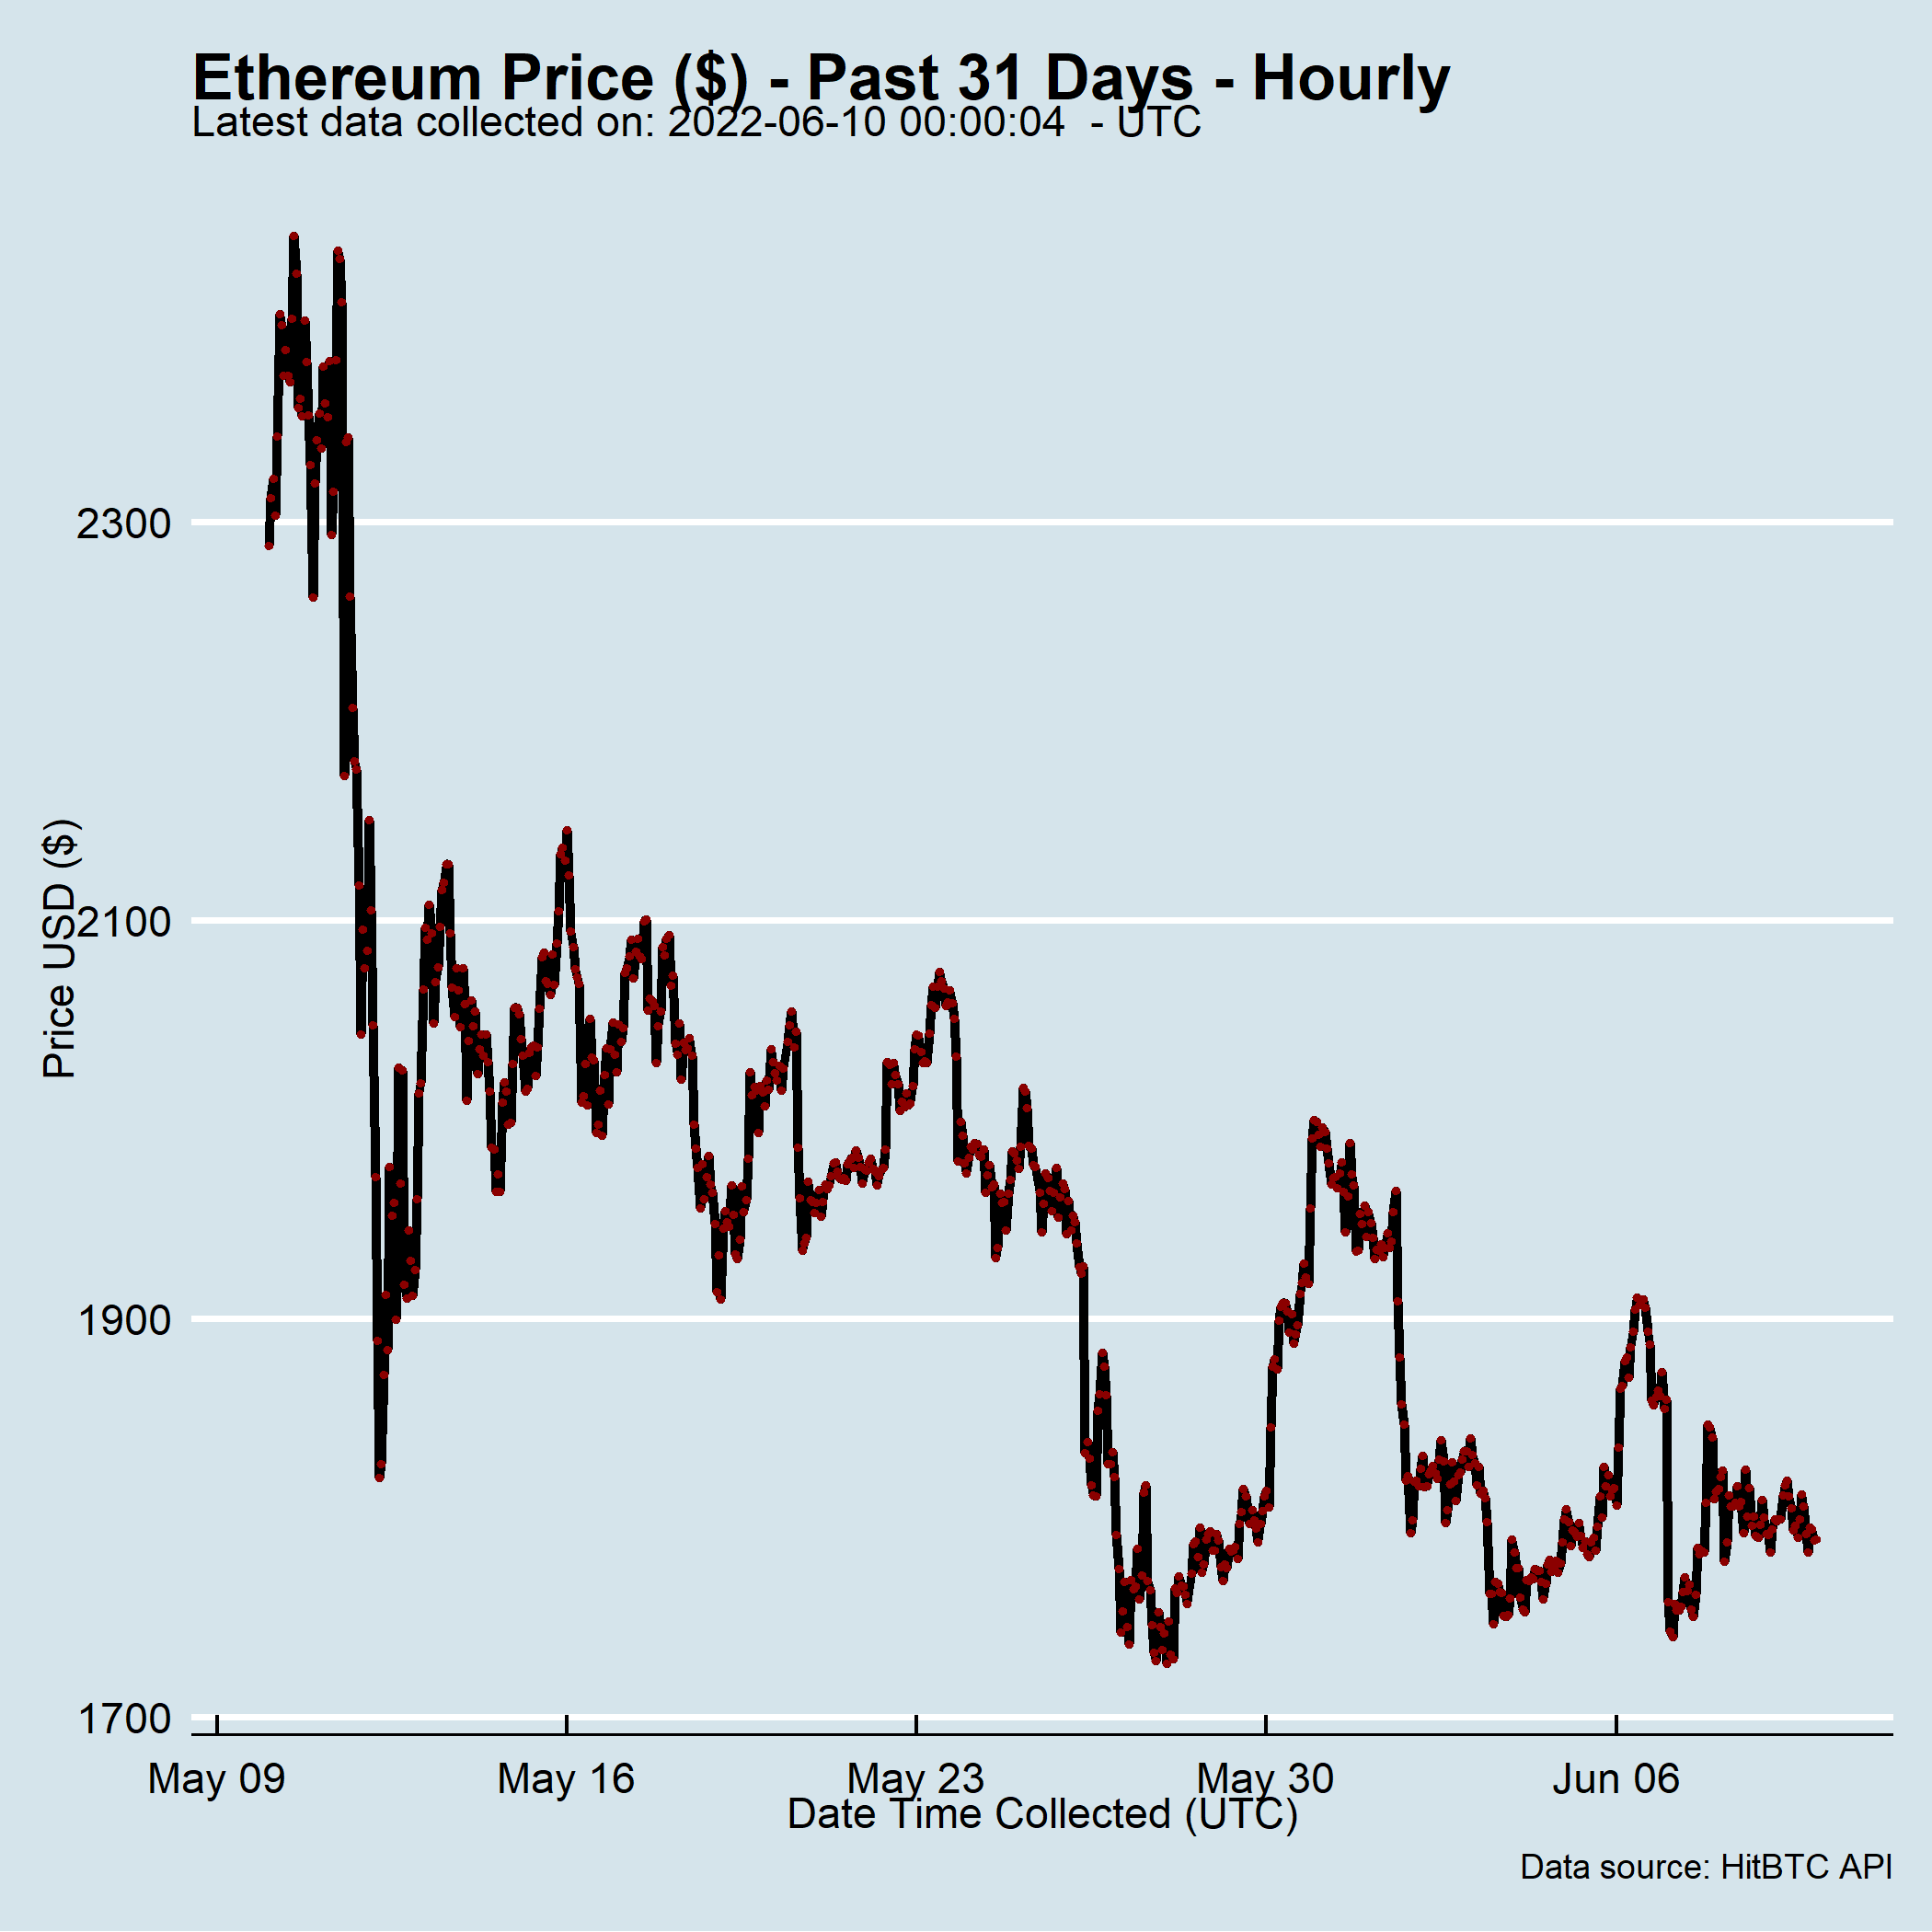 Ethereum Price ($) - Past 31 Days - Hourly
Latest data collected on: 2022-06-10 00:00:04  - UTC
Price USD ($)
2300
2100
1900
1700
May 09
May 16
May 23
May 30
Jun 06
Date Time Collected (UTC)
Data source: HitBTC API